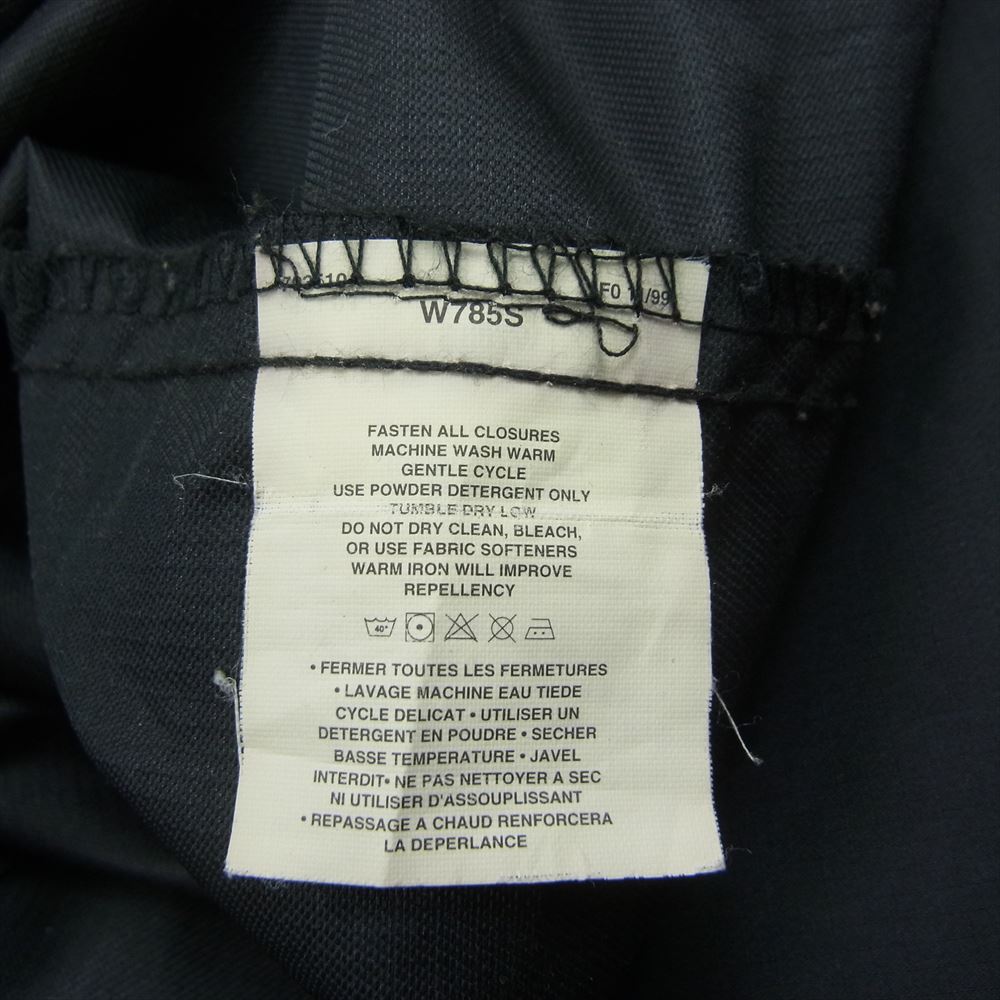 F0 /99
W785S
FASTEN ALL CLOSURES
MACHINE WASH WARM
GENTLE CYCLE
USE POWDER DETERGENT ONLY
TUMBLE DRY LOW
DO NOT DRY CLEAN, BLEACH,
OR USE FABRIC SOFTENERS
WARM IRON WILL IMPROVE
REPELLENCY
40°
• FERMER TOUTES LES FERMETURES
• LAVAGE MACHINE EAU TIEDE
CYCLE DELICAT • UTILISER UN
DETERGENT EN POUDRE • SECHER
BASSE TEMPERATURE • JAVEL
INTERDIT• NE PAS NETTOYER A SEC
NI UTILISER D'ASSOUPLISSANT
• REPASSAGE A CHAUD RENFORCERA
LA DEPERLANCE